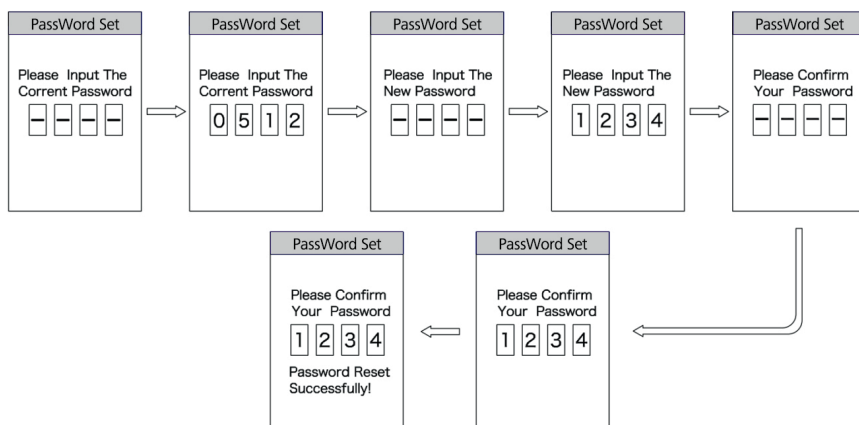 PassWord Set
Please Input The
Corrent Password
- - - -
PassWord Set
Please Input The
Corrent Password
0 5 1 2
PassWord Set
Please Input The
New Password
- - - -
PassWord Set
Please Input The
New Password
1 2 3 4
PassWord Set
Please Confirm
Your Password
- - - -
PassWord Set
Please Confirm
Your Password
1 2 3 4
PassWord Set
Please Confirm
Your Password
1 2 3 4
Password Reset
Successfully!